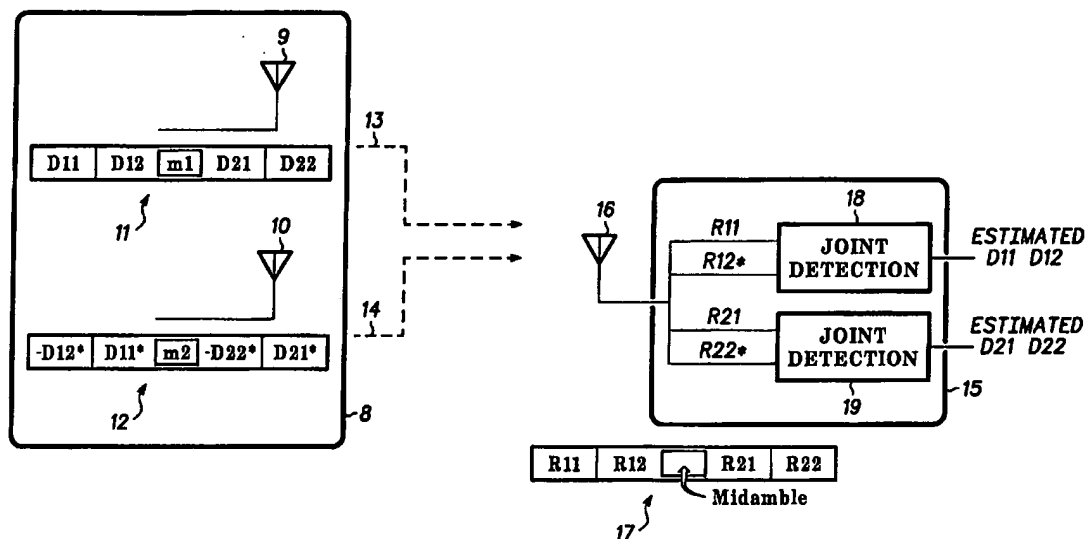 9
13
D11 D12 m1 D21 D22
11
10
14
-D12* D11* m2 -D22* D21*
12
8
16
18
R11
R12*
JOINT
DETECTION
ESTIMATED
D11 D12
R21
R22*
JOINT
DETECTION
ESTIMATED
D21 D22
19
15
R11 R12 R21 R22
Midamble
17